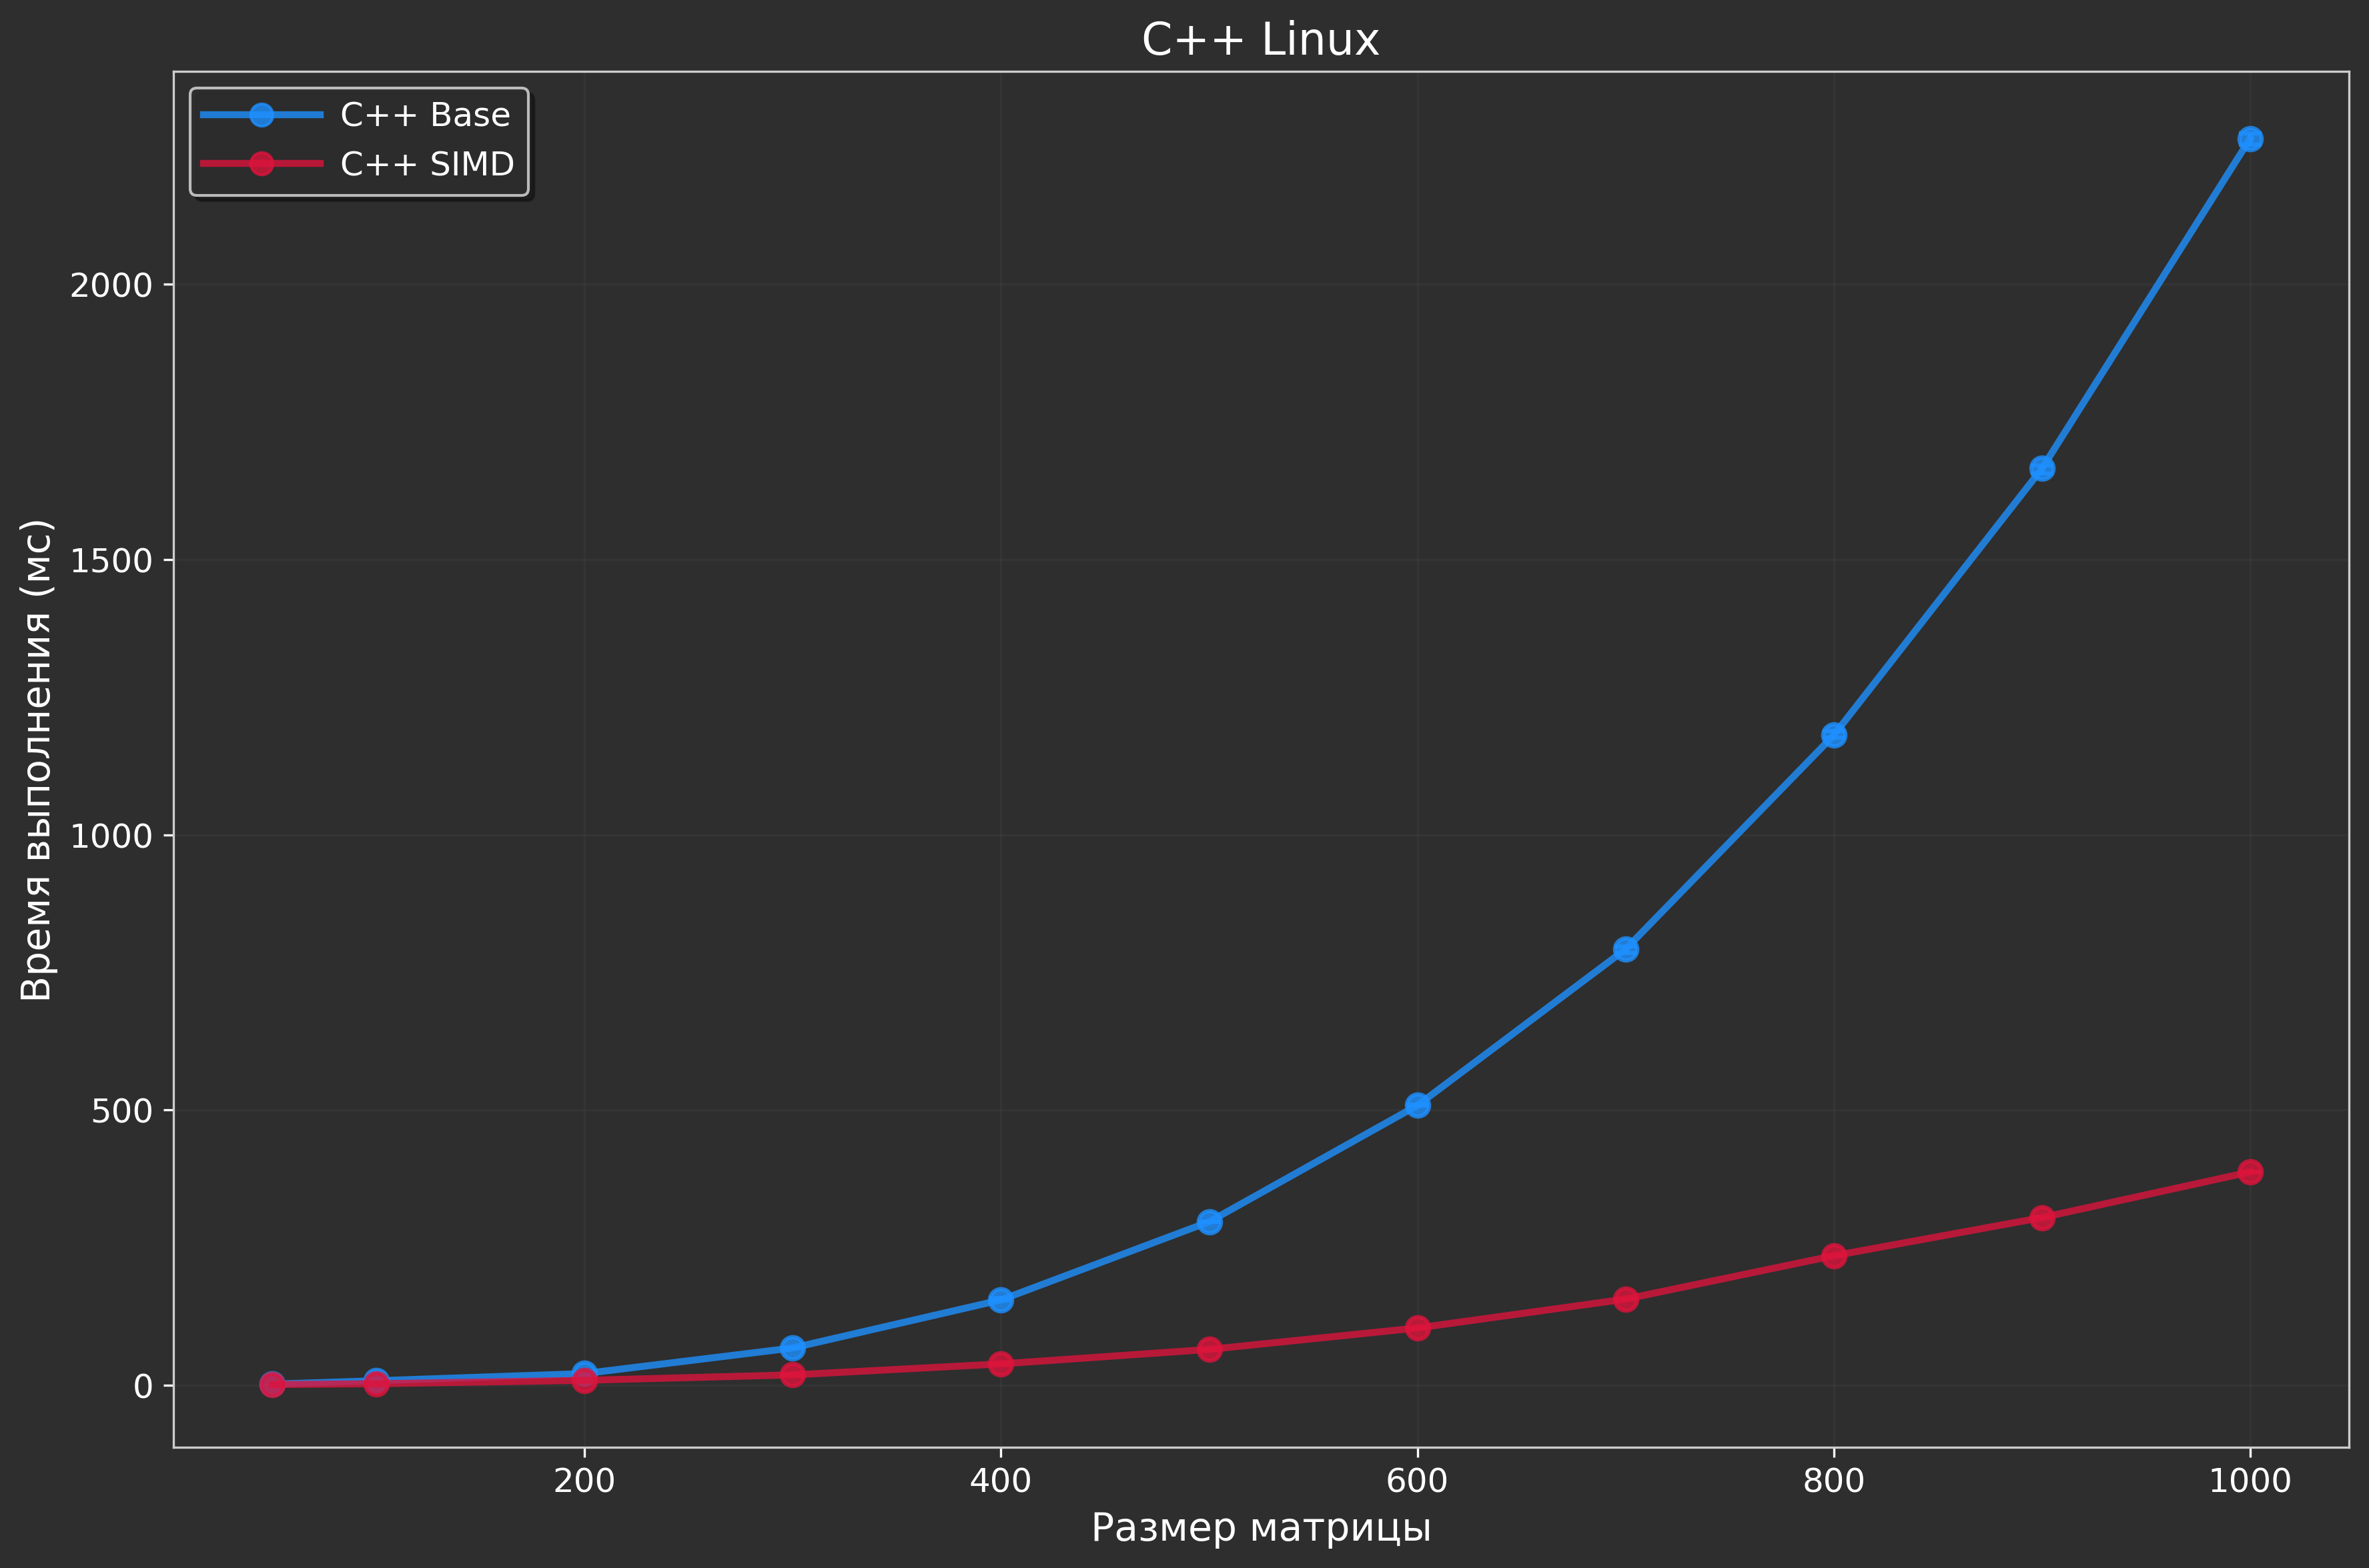 C++ Linux
C++ Base
C++ SIMD
Время выполнения (мс)
2000
1500
1000
500
0
200
400
600
800
1000
Размер матрицы